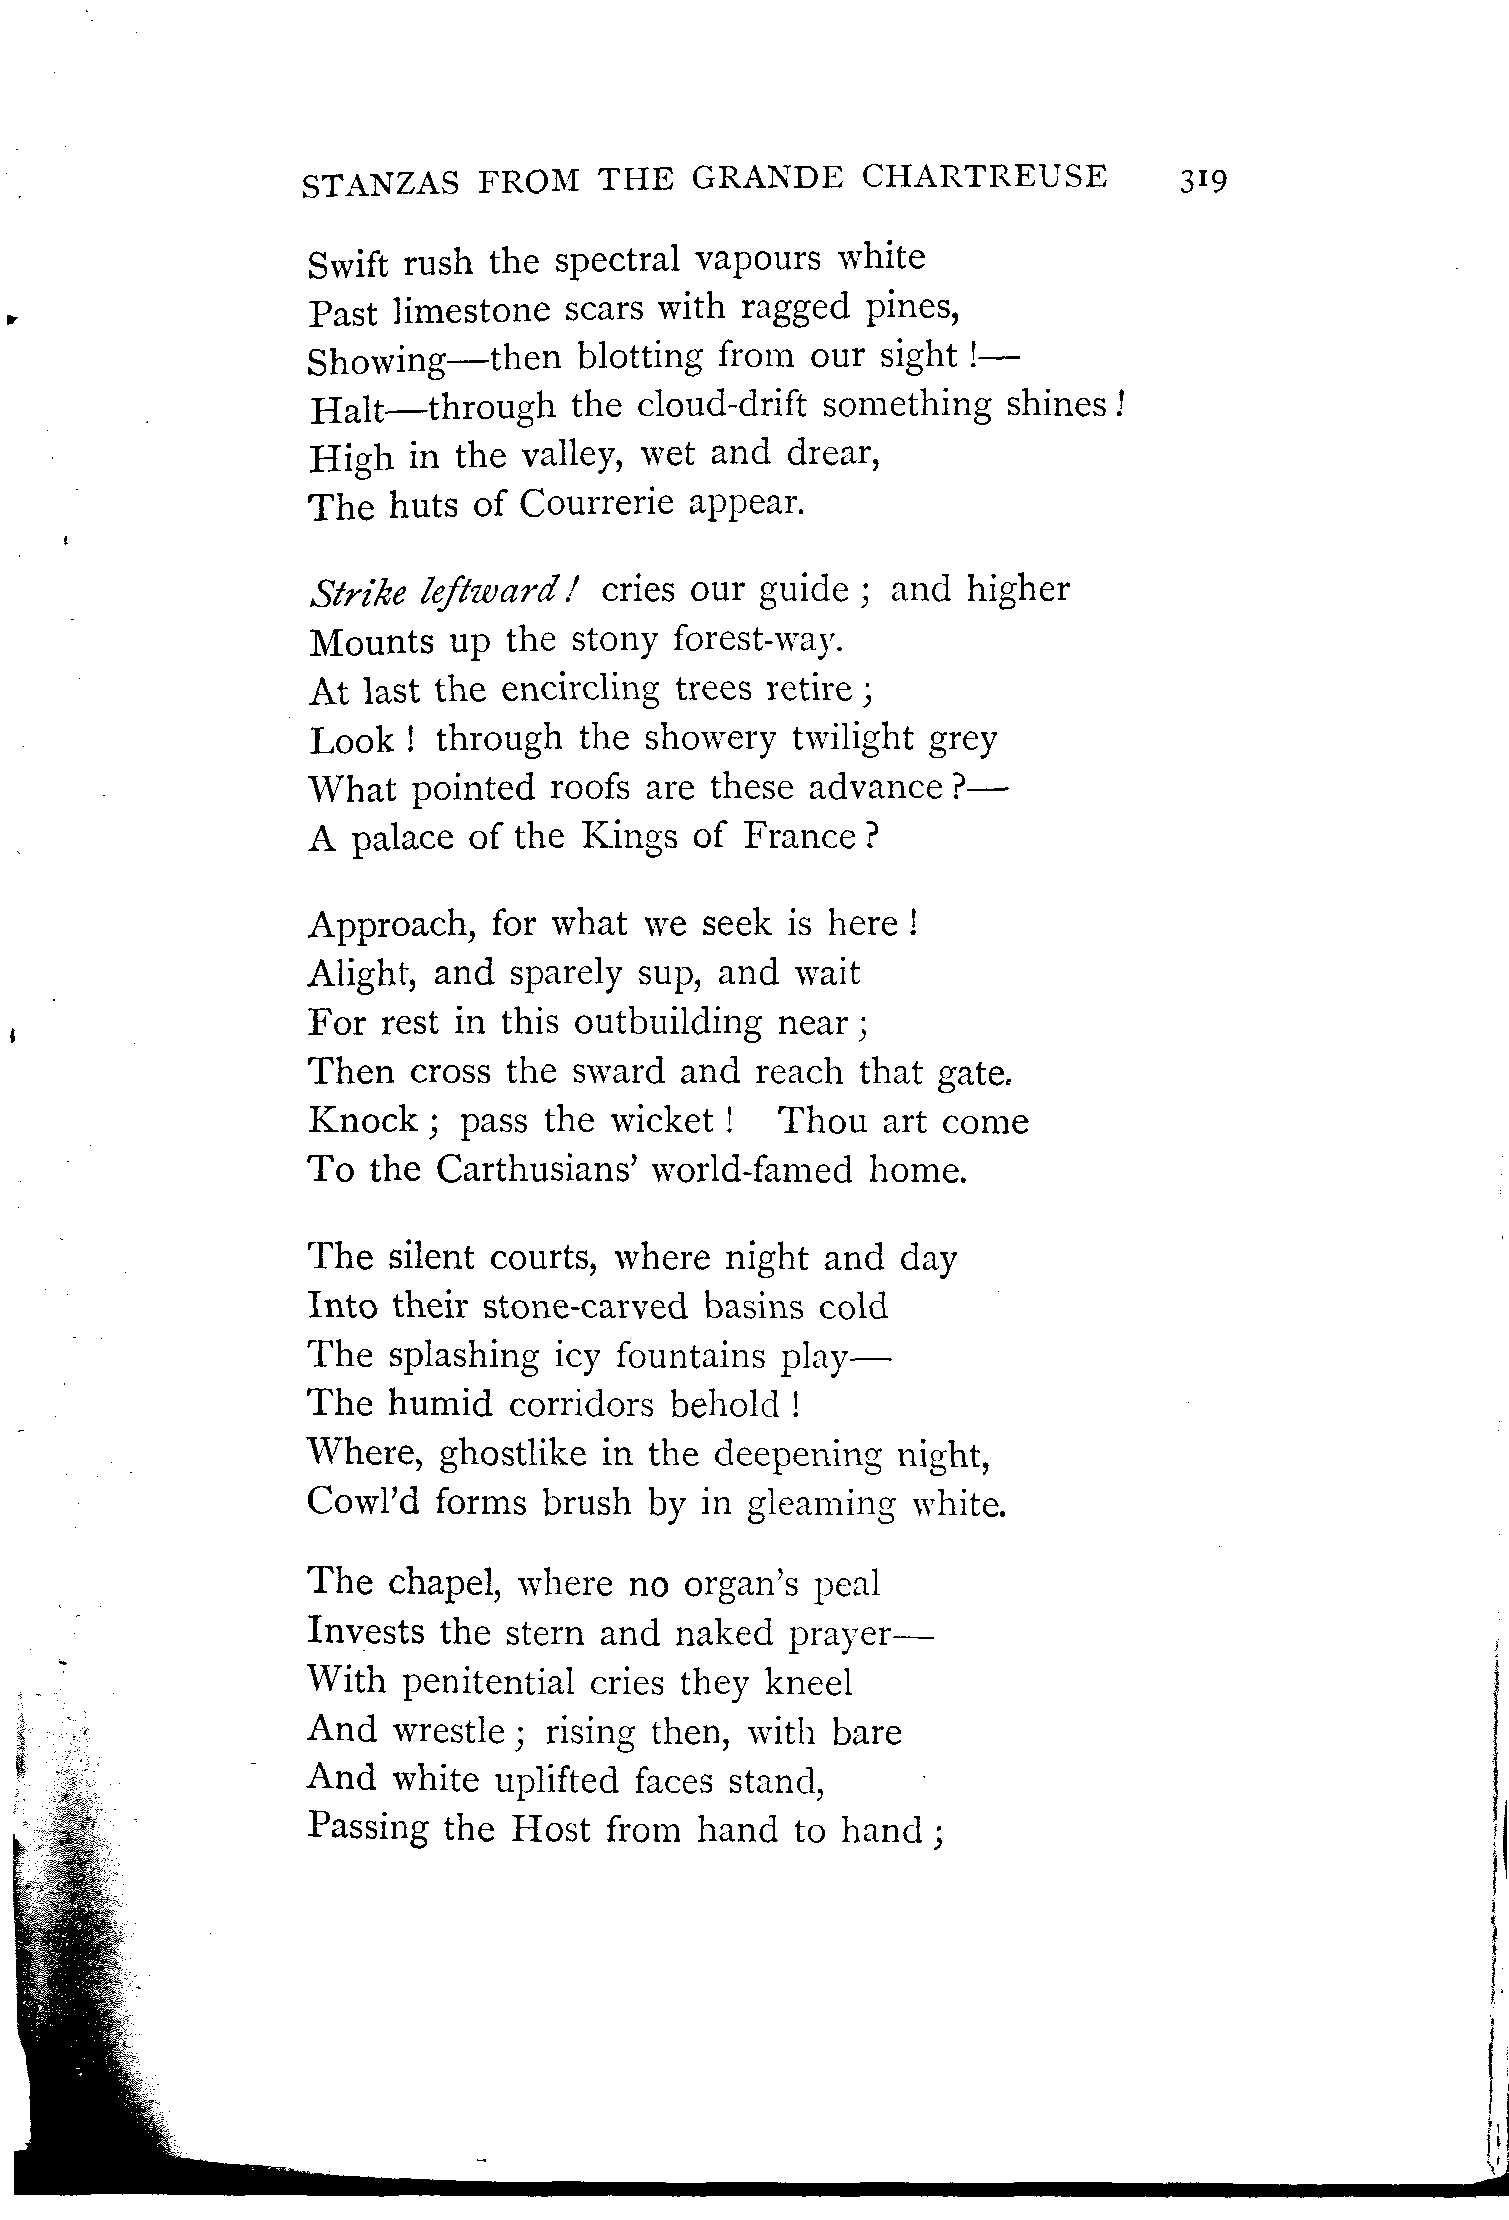 STANZAS FROM THE GRANDE CHARTREUSE 319
Swift rush the spectral vapours white
Past limestone scars with ragged pines,
Showing—then blotting from our sight !—
Halt—through the cloud-drift something shines !
High in the valley, wet and drear,
The huts of Courrerie appear.
Strike leftward ! cries our guide ; and higher
Mounts up the stony forest-way.
At last the encircling trees retire ;
Look ! through the showery twilight grey
What pointed roofs are these advance ?—
A palace of the Kings of France ?
Approach, for what we seek is here !
Alight, and sparely sup, and wait
For rest in this outbuilding near ;
Then cross the sward and reach that gate.
Knock ; pass the wicket ! Thou art come
To the Carthusians' world-famed home.
The silent courts, where night and day
Into their stone-carved basins cold
The splashing icy fountains play—
The humid corridors behold !
Where, ghostlike in the deepening night,
Cowl'd forms brush by in gleaming white.
The chapel, where no organ's peal
Invests the stern and naked prayer—
With penitential cries they kneel
And wrestle ; rising then, with bare
And white uplifted faces stand,
Passing the Host from hand to hand ;